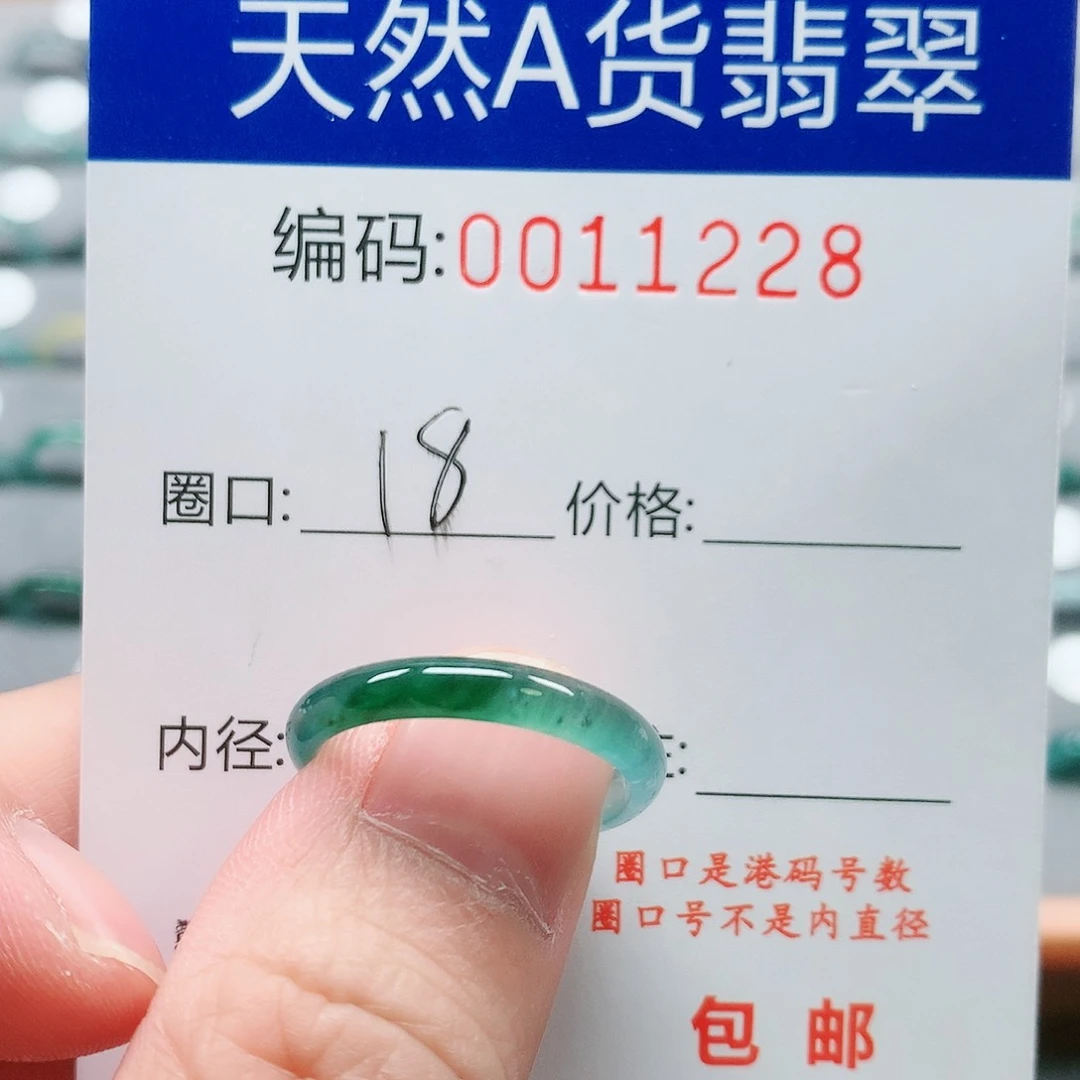 天然A货翡翠
编码:0011228
圈口: 18 价格:
内径:
圈口是港码号数
圈口号不是内直径
包邮